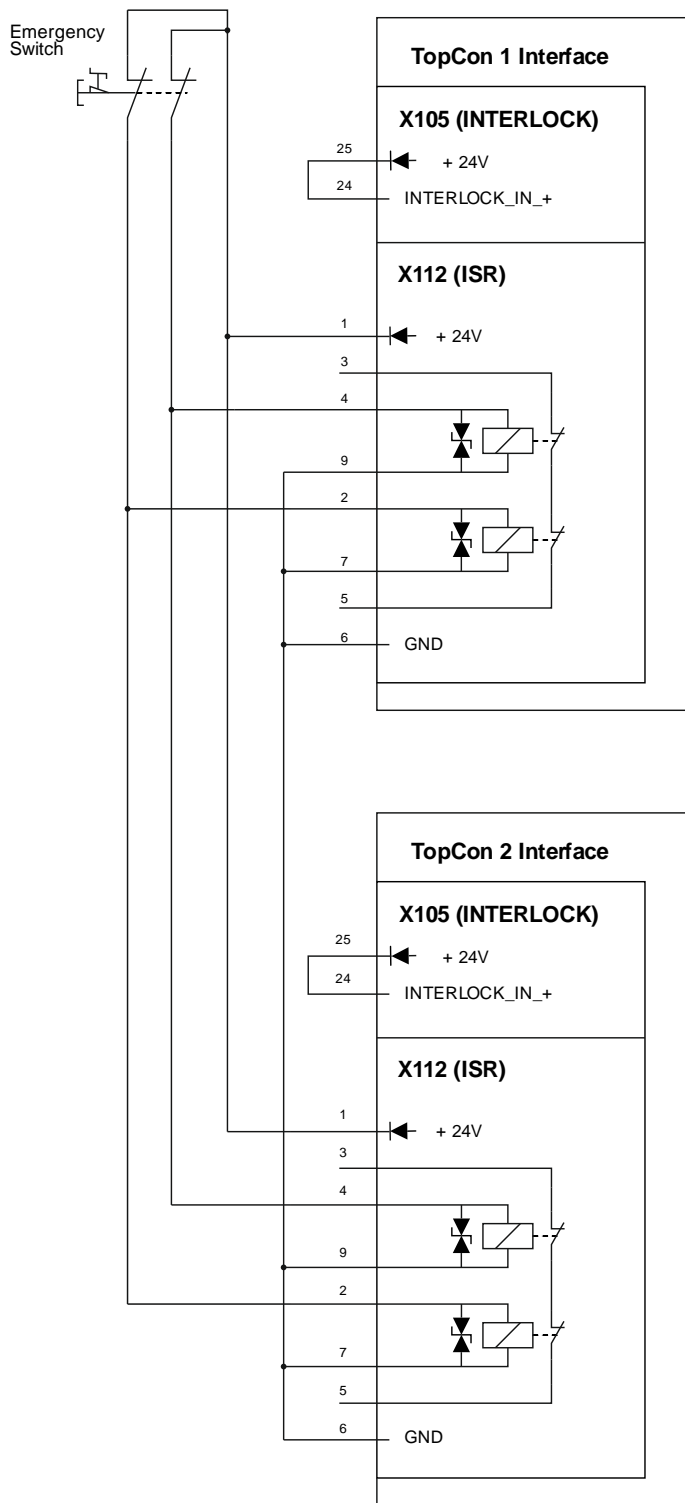 Emergency
Switch
TopCon 1 Interface
X105 (INTERLOCK)
25
+ 24V
24
INTERLOCK_IN_+
X112 (ISR)
1
+ 24V
3
4
9
2
7
5
6
GND
TopCon 2 Interface
X105 (INTERLOCK)
25
+ 24V
24
INTERLOCK_IN_+
X112 (ISR)
1
+ 24V
3
4
9
2
7
5
6
GND